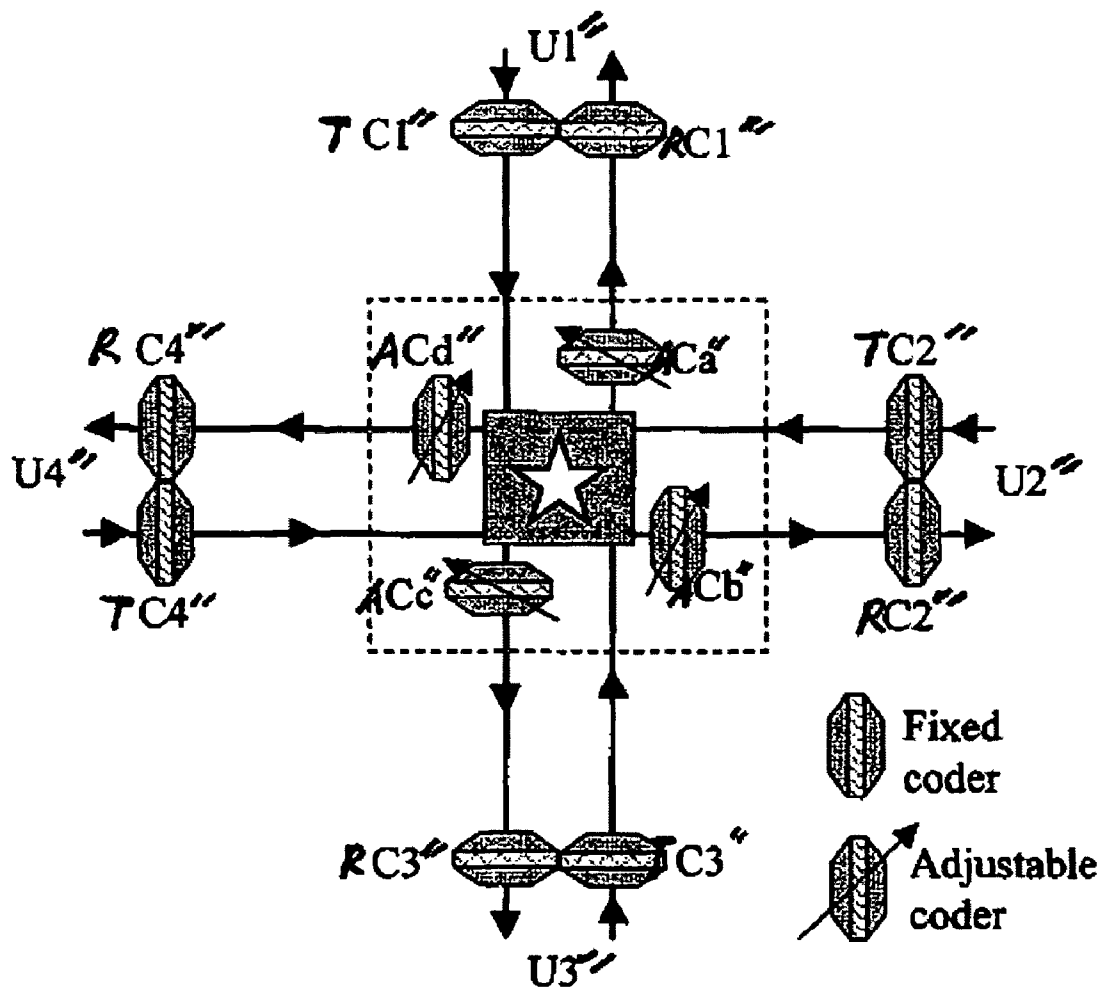 U1"
TC1"
RC1"
RC4"
ACd"
ACa"
TC2"
U4"
U2"
TC4"
ACc"
ACb"
RC2"
Fixed
coder
RC3"
TC3"
Adjustable
coder
U3"